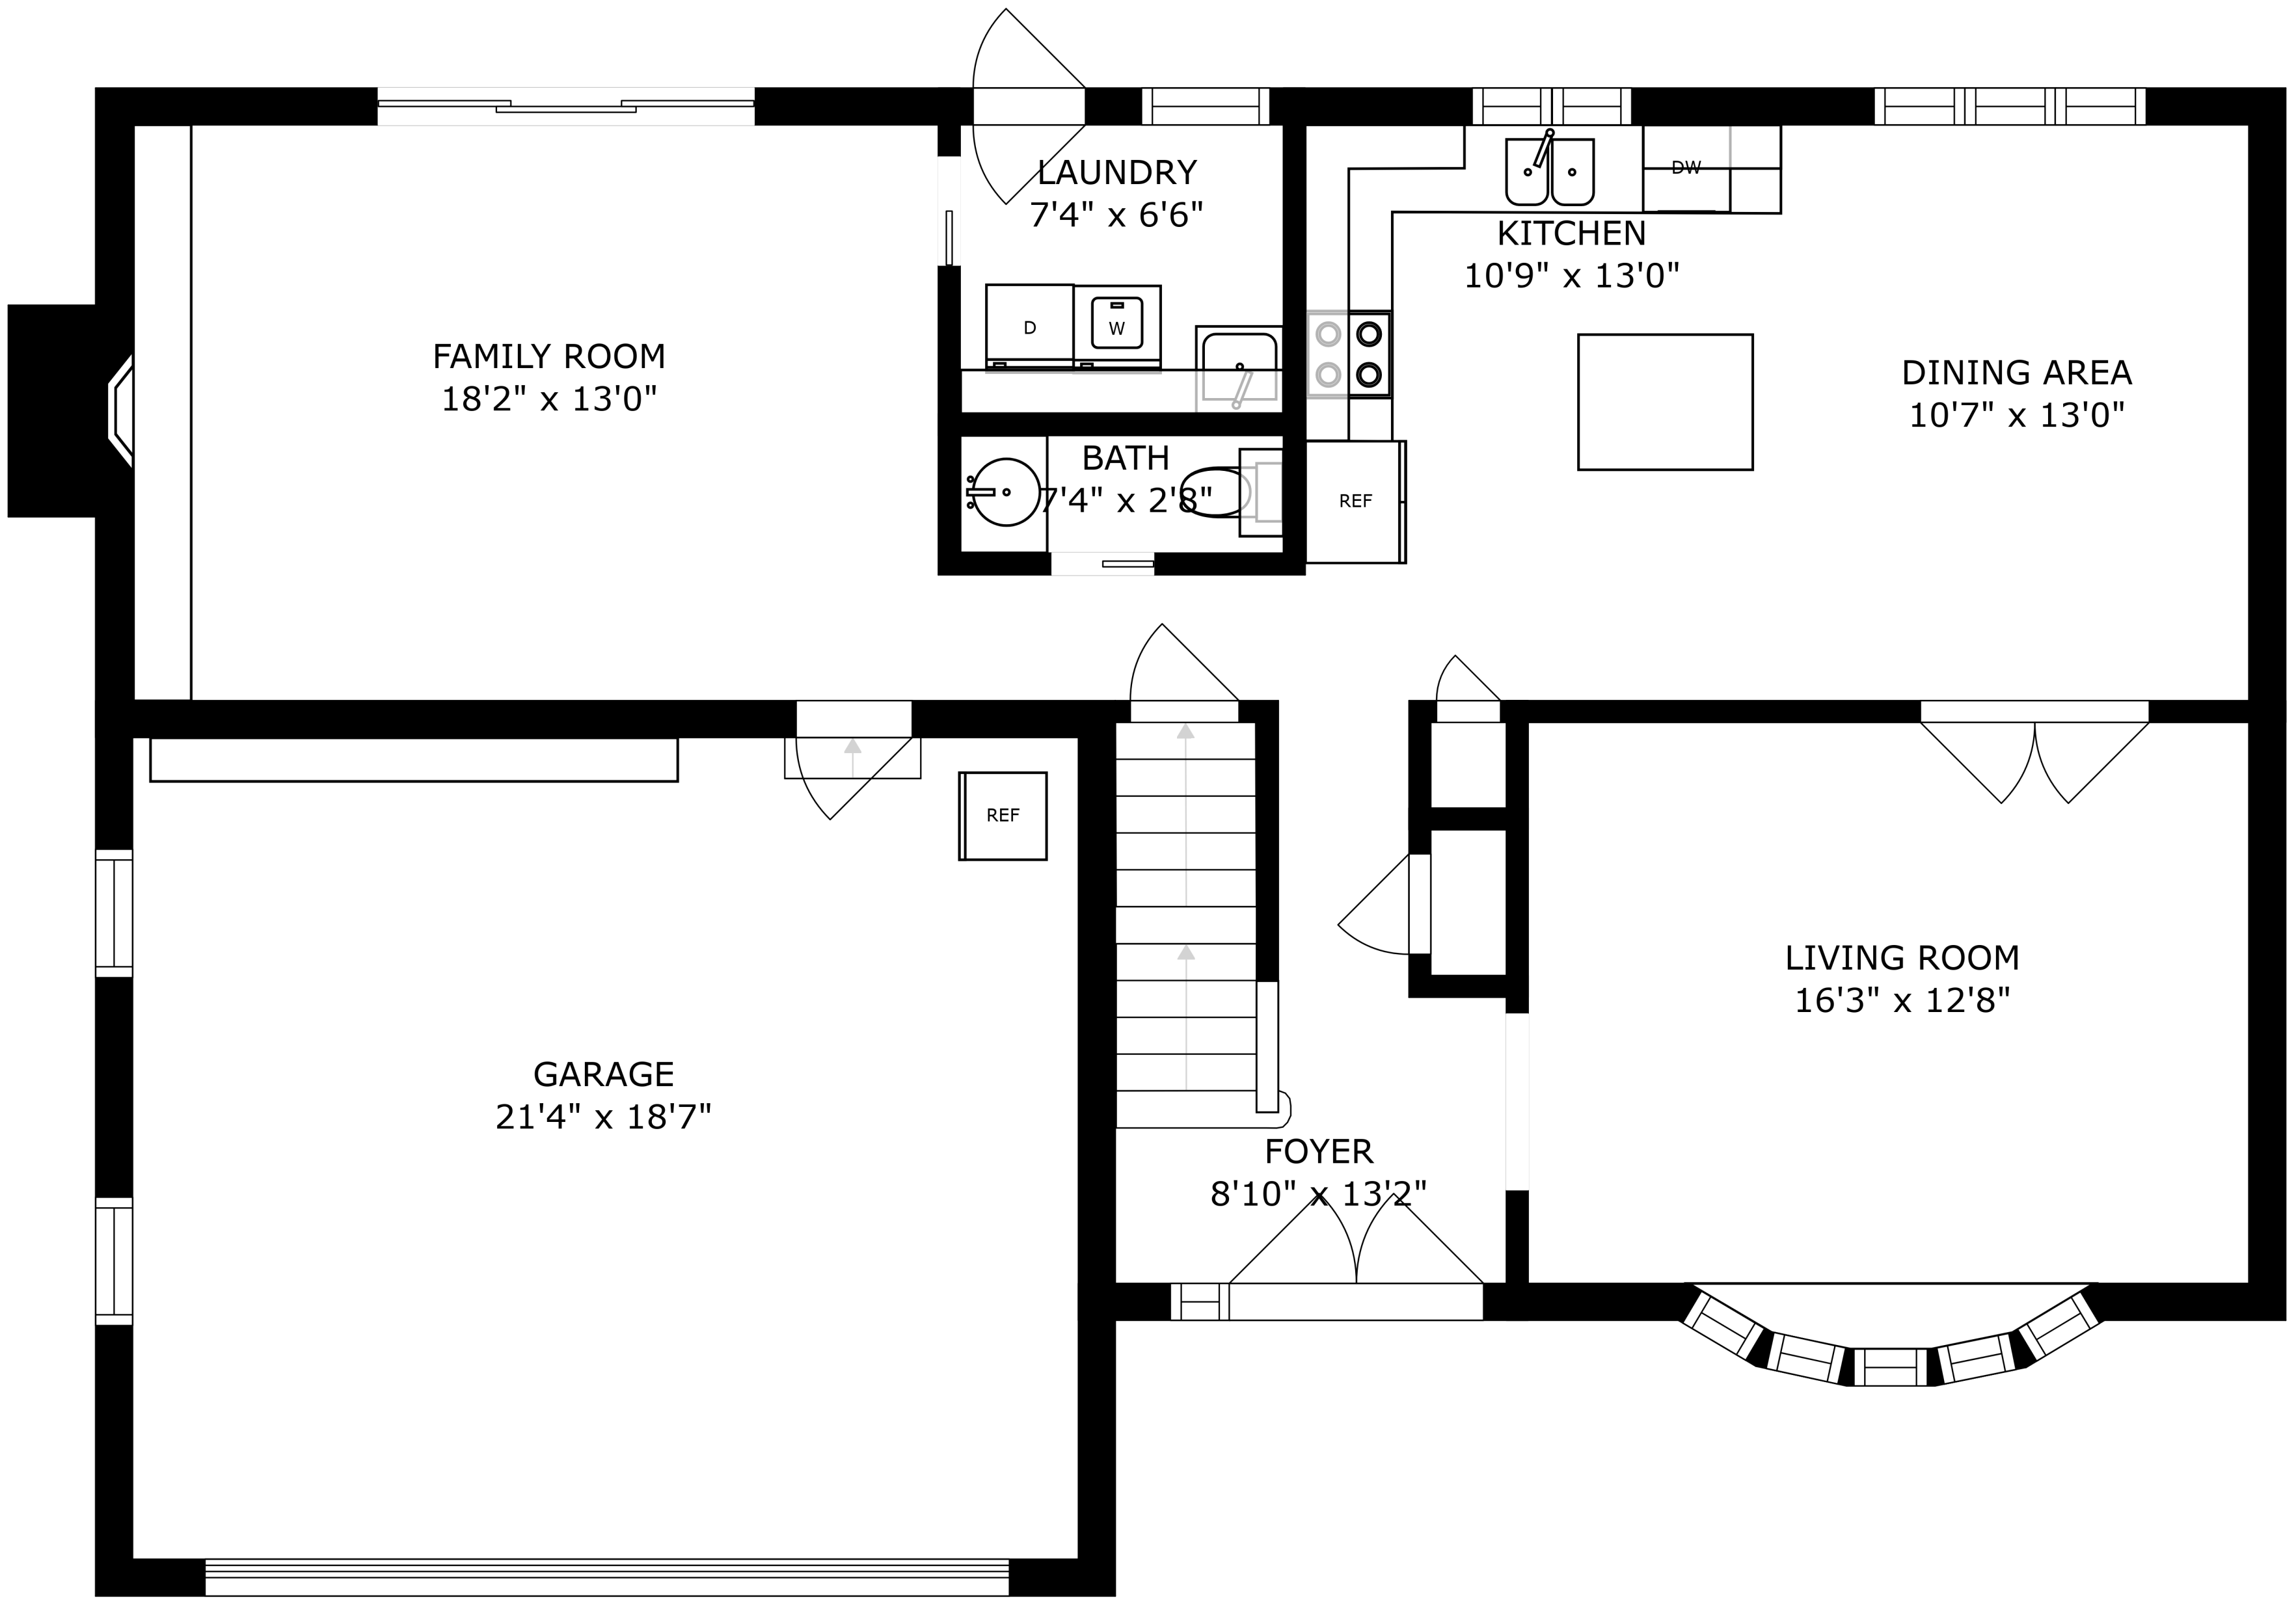 LAUNDRY
7'4" x 6'6"
DW
KITCHEN
10'9" x 13'0"
D
W
FAMILY ROOM
18'2" x 13'0"
DINING AREA
10'7" x 13'0"
BATH
7'4" x 2'8"
REF
REF
LIVING ROOM
16'3" x 12'8"
GARAGE
21'4" x 18'7"
FOYER
8'10" x 13'2"